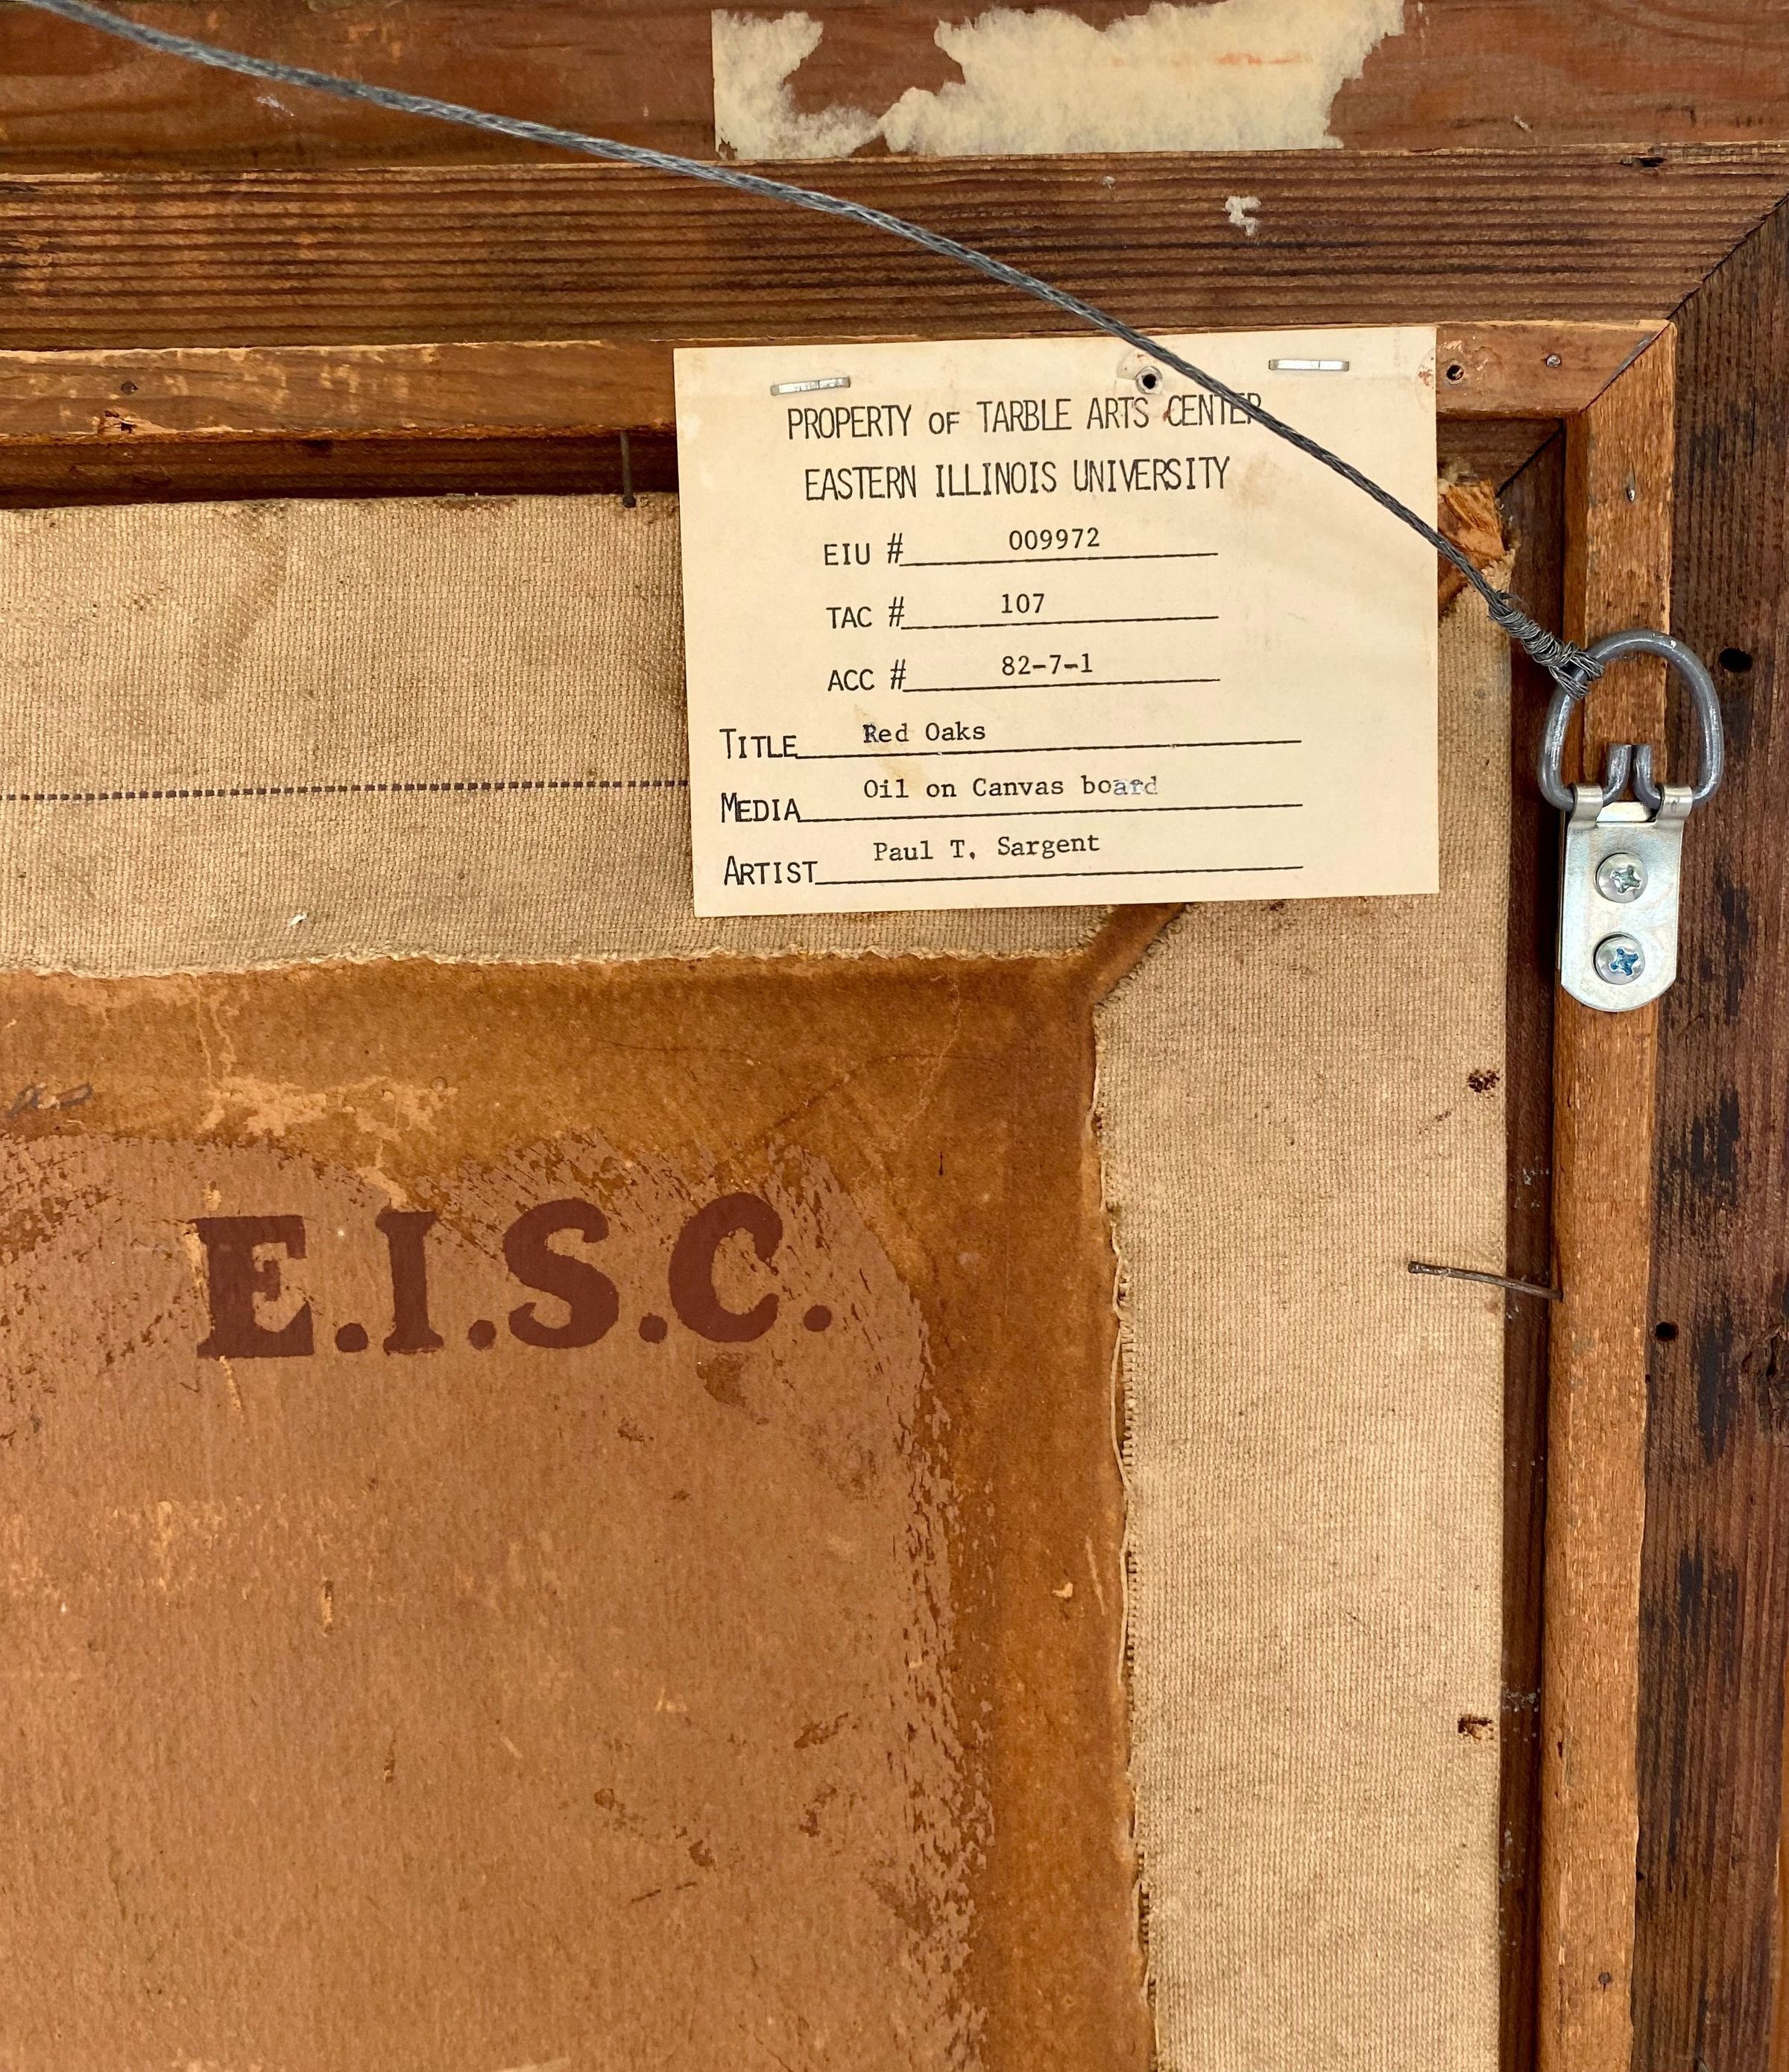 PROPERTY OF TARBLE ARTS CENTER
EASTERN ILLINOIS UNIVERSITY
EIU # 009972
TAC # 107
ACC # 82-7-1
TITLE Red Oaks
MEDIA Oil on Canvas board
ARTIST Paul T. Sargent
as
E.I.S.C.